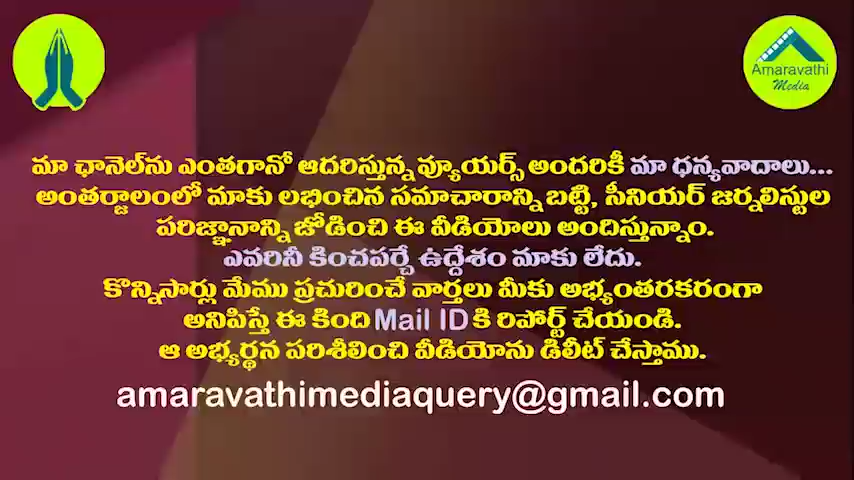 Amaravathi
Media
మా ఛానెల్‌ను ఎంతగానో ఆదరిస్తున్న వ్యూయర్స్ అందరికీ మా ధన్యవాదాలు...
అంతర్జాలంలో మాకు లభించిన సమాచారాన్ని బట్టి, సీనియర్ జర్నలిస్టుల
పరిజ్ఞానాన్ని జోడించి ఈ వీడియోలు అందిస్తున్నాం.
ఎవరినీ కించపర్చే ఉద్దేశం మాకు లేదు.
కొన్నిసార్లు మేము ప్రచురించే వార్తలు మీకు అభ్యంతరకరంగా
అనిపిస్తే ఈ కింది Mail ID కి రిపోర్ట్ చేయండి.
ఆ అభ్యర్థన పరిశీలించి వీడియోను డిలీట్ చేస్తాము.
amaravathimediaquery@gmail.com